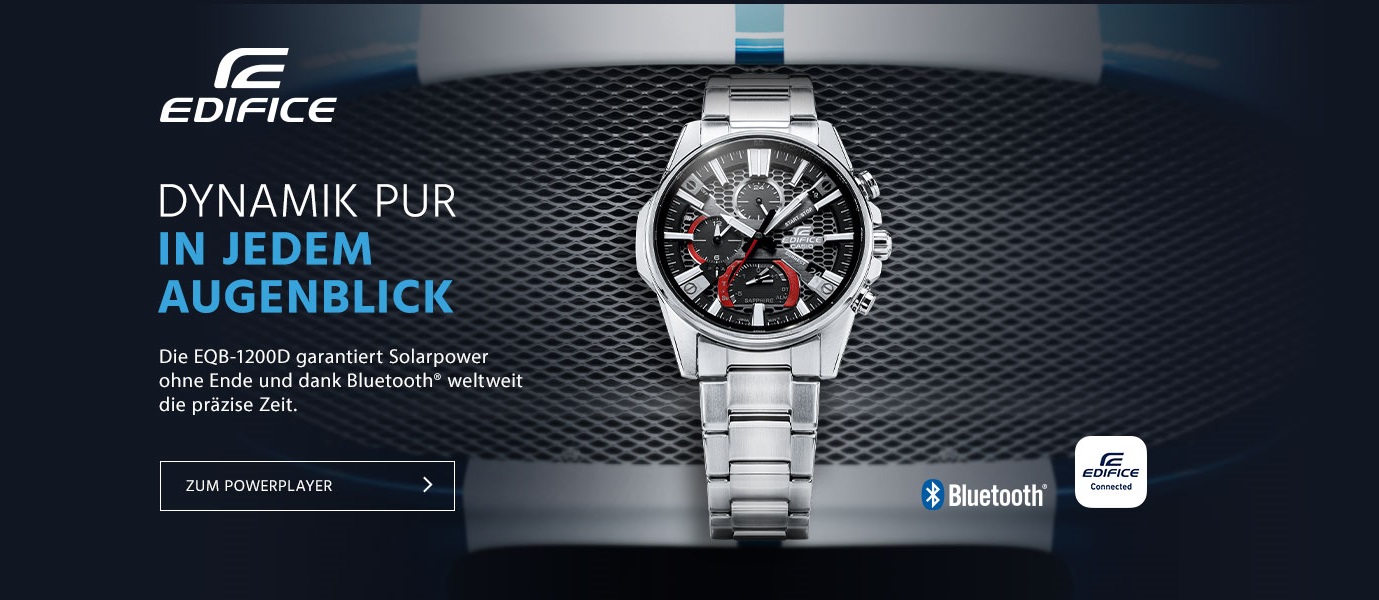 EDIFICE
DYNAMIK PUR
IN JEDEM
AUGENBLICK
Die EQB-1200D garantiert Solarpower
ohne Ende und dank Bluetooth® weltweit
die präzise Zeit.
ZUM POWERPLAYER
24
START-STOP
EDIFICE
CASIO
SAPPHIRE
Bluetooth®
EDIFICE
Connected